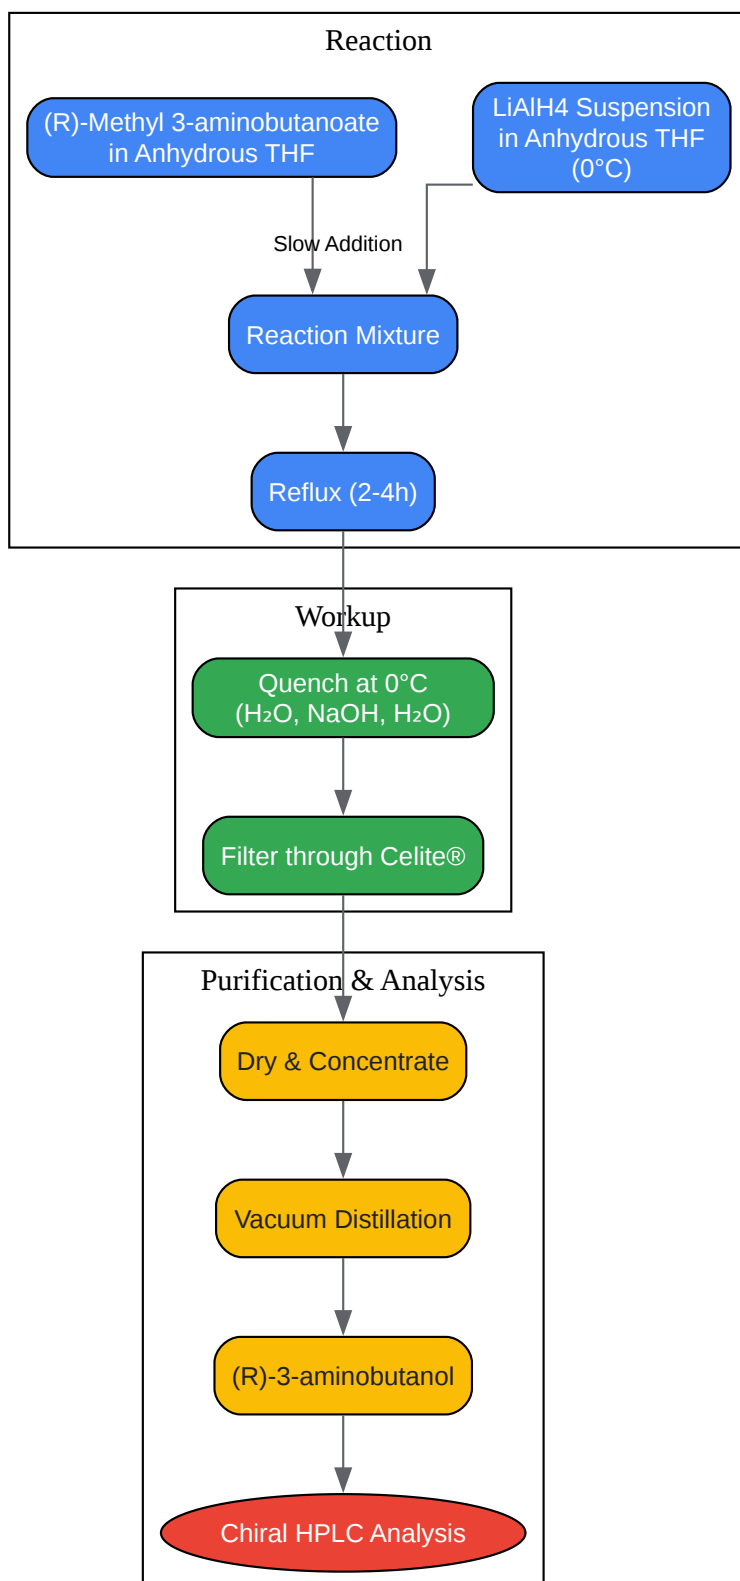 Reaction
(R)-Methyl 3-aminobutanoate
in Anhydrous THF
LiAlH4 Suspension
in Anhydrous THF
(0°C)
Slow Addition
Reaction Mixture
Reflux (2-4h)
Workup
Quench at 0°C
(H₂O, NaOH, H₂O)
Filter through Celite®
Purification & Analysis
Dry & Concentrate
Vacuum Distillation
(R)-3-aminobutanol
Chiral HPLC Analysis